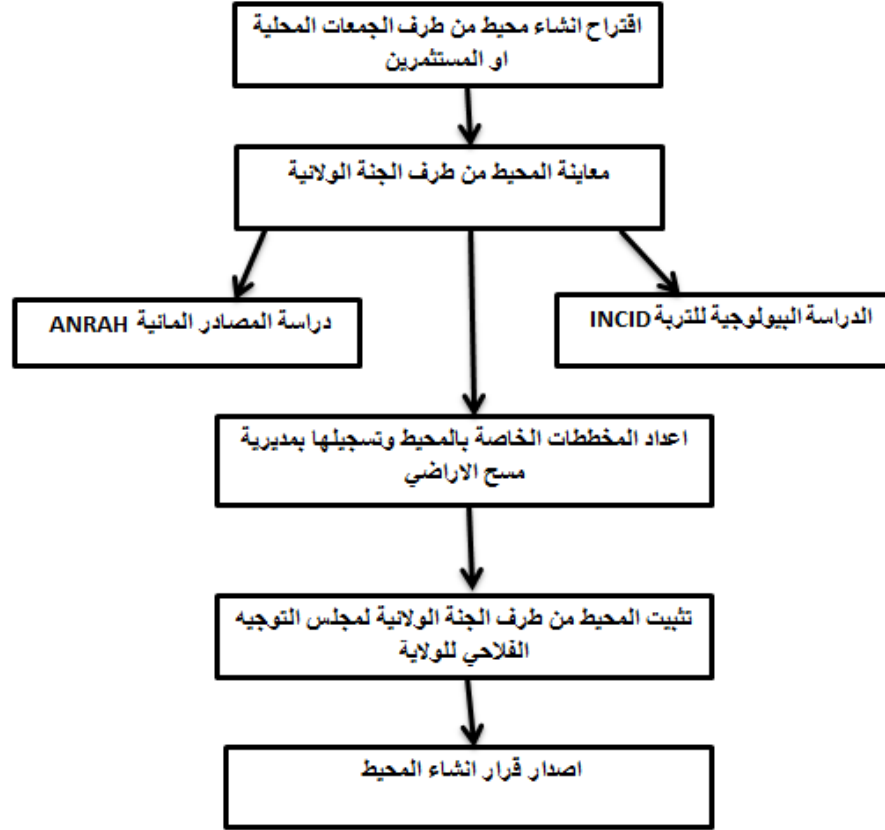 اقتراح انشاء محيط من طرف الجمعات المحلية
او المستثمرين
معاينة المحيط من طرف الجنة الولائية
الدراسة البيولوجية للتربة INCID
دراسة المصادر المائية ANRAH
اعداد المخططات الخاصة بالمحيط وتسجيلها بمديرية
مسح الاراضي
تثبيت المحيط من طرف الجنة الولائية لمجلس التوجيه
الفلاحي للولاية
اصدار قرار انشاء المحيط